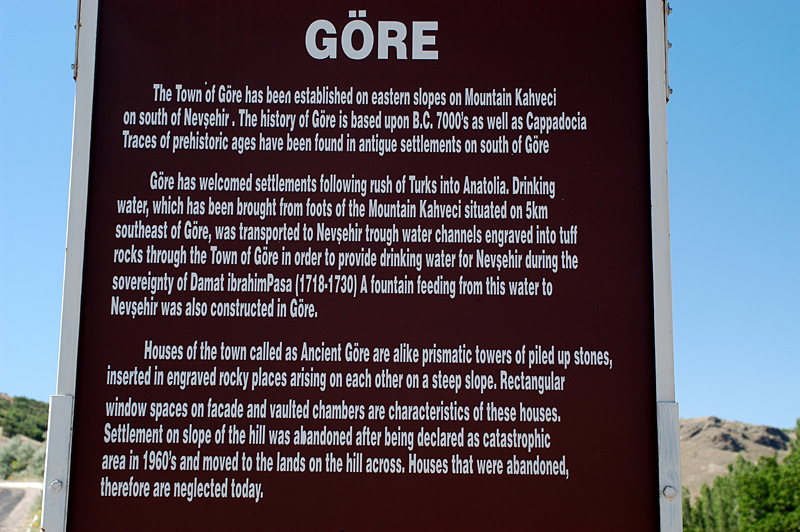 GÖRE
The Town of Göre has been established on eastern slopes on Mountain Kahveci
on south of Nevşehir . The history of Göre is based upon B.C. 7000's as well as Cappadocia
Traces of prehistoric ages have been found in antigue settlements on south of Göre
Göre has welcomed settlements following rush of Turks into Anatolia. Drinking
water, which has been brought from foots of the Mountain Kahveci situated on 5km
southeast of Göre, was transported to Nevşehir trough water channels engraved into tuff
rocks through the Town of Göre in order to provide drinking water for Nevşehir during the
sovereignty of Damat ibrahimPasa (1718-1730) A fountain feeding from this water to
Nevşehir was also constructed in Göre.
Houses of the town called as Ancient Göre are alike prismatic towers of piled up stones,
inserted in engraved rocky places arising on each other on a steep slope. Rectangular
window spaces on facade and vaulted chambers are characteristics of these houses.
Settlement on slope of the hill was abandoned after being declared as catastrophic
area in 1960's and moved to the lands on the hill across. Houses that were abandoned,
therefore are neglected today.